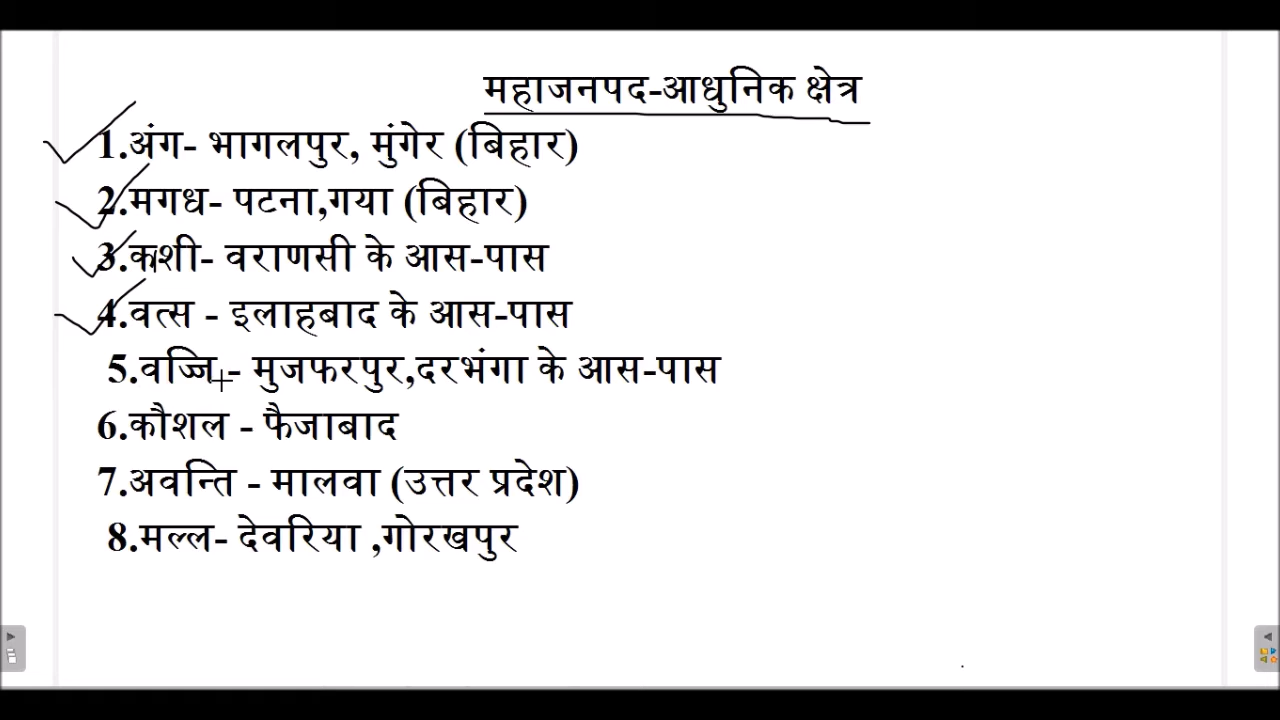 महाजनपद-आधुनिक क्षेत्र
1.अंग- भागलपुर, मुंगेर (बिहार)
2.मगध- पटना,गया (बिहार)
3.काशी- वराणसी के आस-पास
4.वत्स - इलाहबाद के आस-पास
5.वज्जि - मुजफरपुर,दरभंगा के आस-पास
6.कौशल - फैजाबाद
7.अवन्ति - मालवा (उत्तर प्रदेश)
8.मल्ल- देवरिया ,गोरखपुर